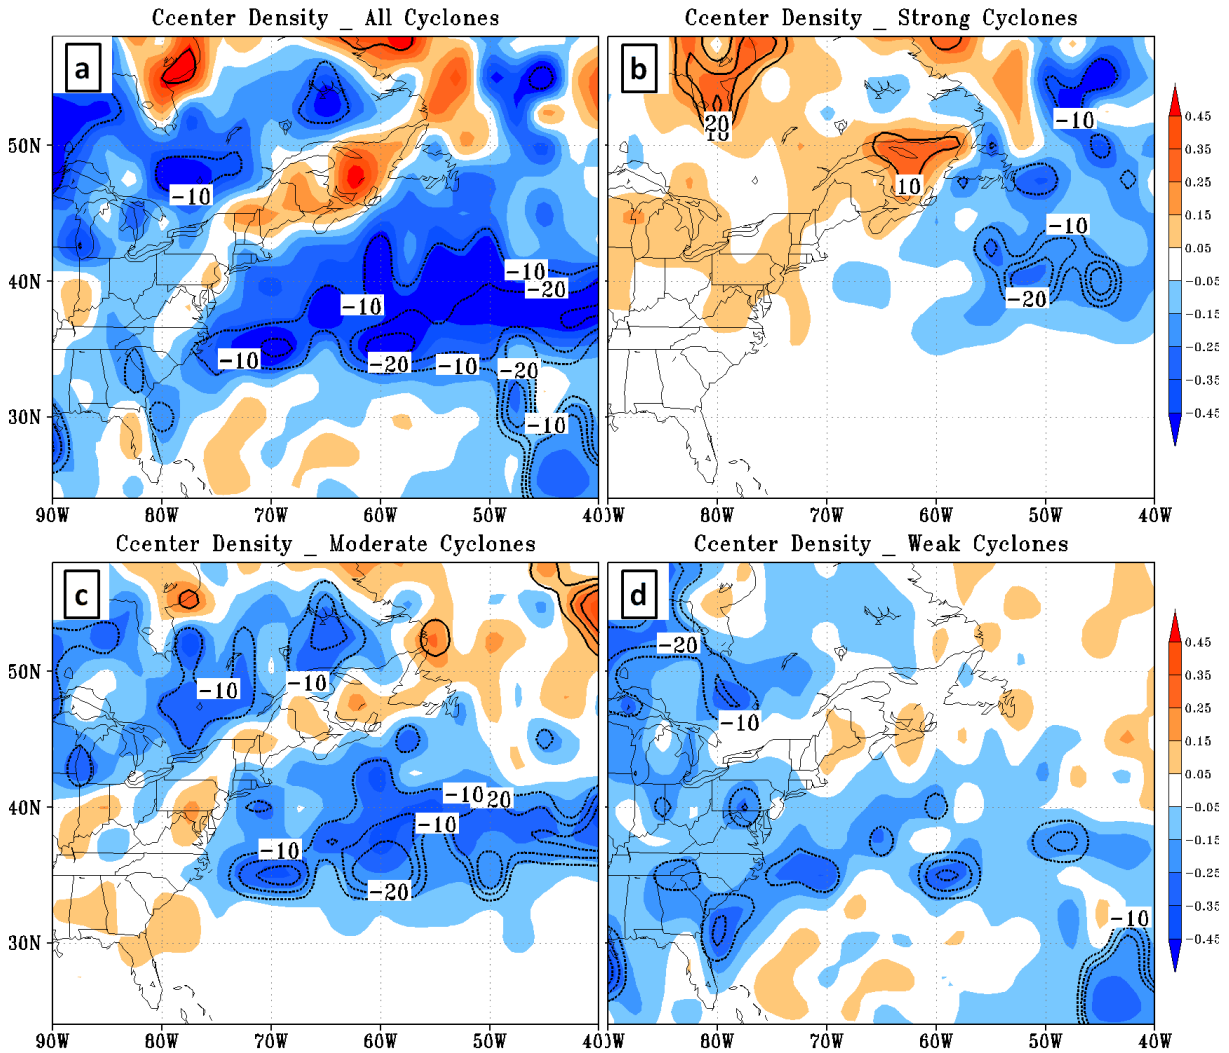 Ccenter Density _ All Cyclones
Ccenter Density _ Strong Cyclones
a
b
50N
40N
30N
-10
-10
-10
-20
-10
-20
-10
-20
-10
20
10
10
-10
-10
-20
0.45
0.35
0.25
0.15
0.05
-0.05
-0.15
-0.25
-0.35
-0.45
90W
80W
70W
60W
50W
40W
80W
70W
60W
50W
40W
Ccenter Density _ Moderate Cyclones
Ccenter Density _ Weak Cyclones
c
d
50N
40N
30N
-10
-10
-10
-20
-10
-10
-20
-20
-10
-10
0.45
0.35
0.25
0.15
0.05
-0.05
-0.15
-0.25
-0.35
-0.45
90W
80W
70W
60W
50W
80W
70W
60W
50W
40W